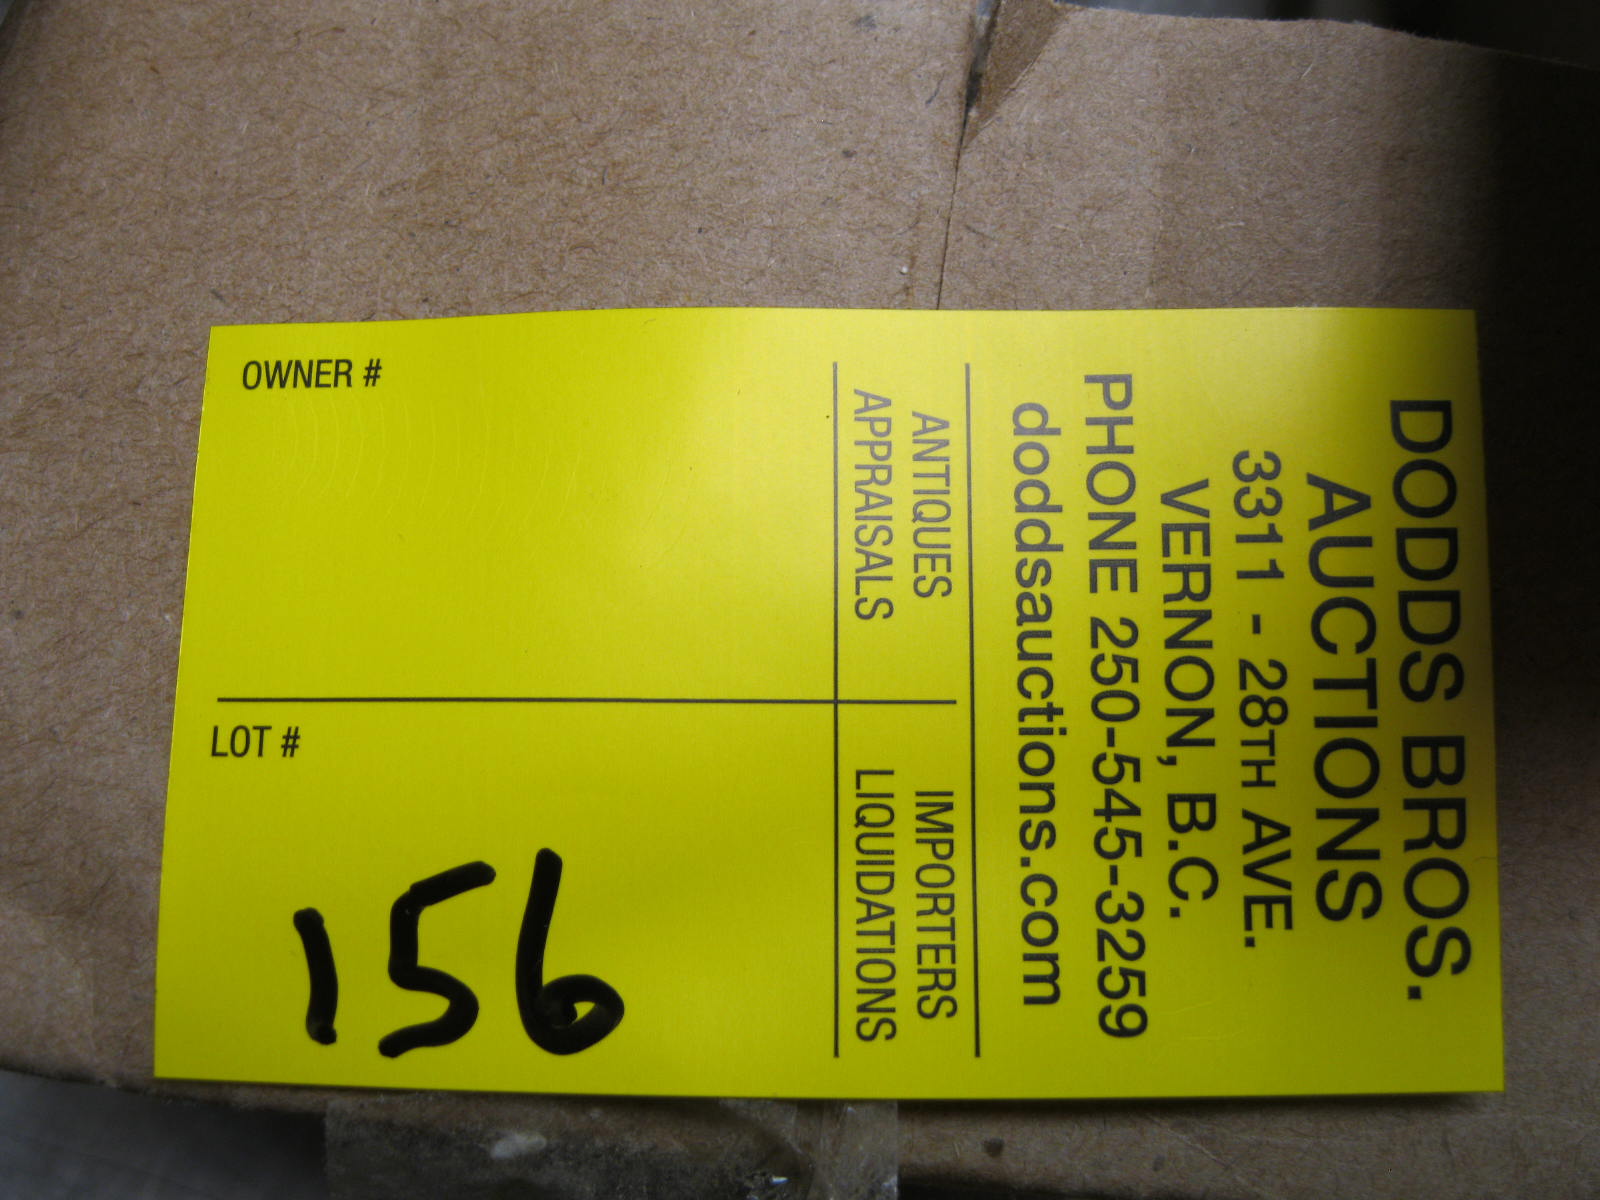 DODDS BROS.
AUCTIONS
3311 - 28TH AVE.
VERNON, B.C.
PHONE 250-545-3259
doddsauctions.com
ANTIQUES
APPRAISALS
IMPORTERS
LIQUIDATIONS
OWNER #
LOT #
156